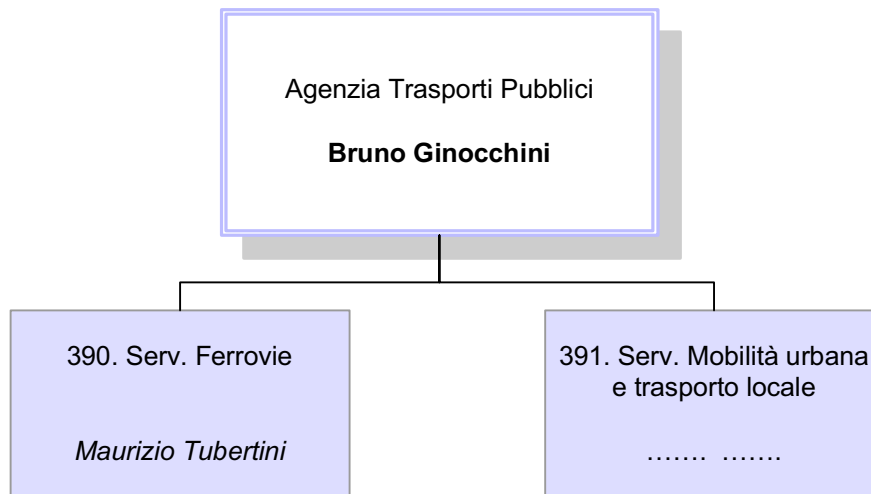 Agenzia Trasporti Pubblici
Bruno Ginocchini
390. Serv. Ferrovie
Maurizio Tubertini
391. Serv. Mobilità urbana
e trasporto locale
....... .......